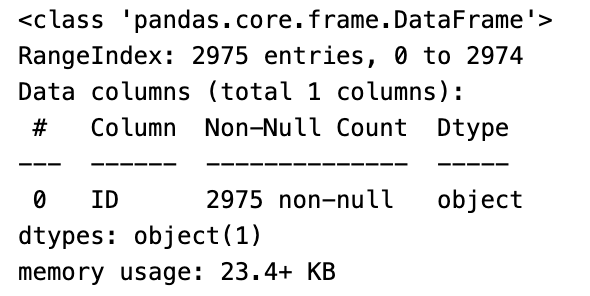 <class 'pandas.core.frame.DataFrame'>
RangeIndex: 2975 entries, 0 to 2974
Data columns (total 1 columns):
 #   Column  Non-Null Count  Dtype
---  ------  --------------  -----
 0   ID      2975 non-null   object
dtypes: object(1)
memory usage: 23.4+ KB